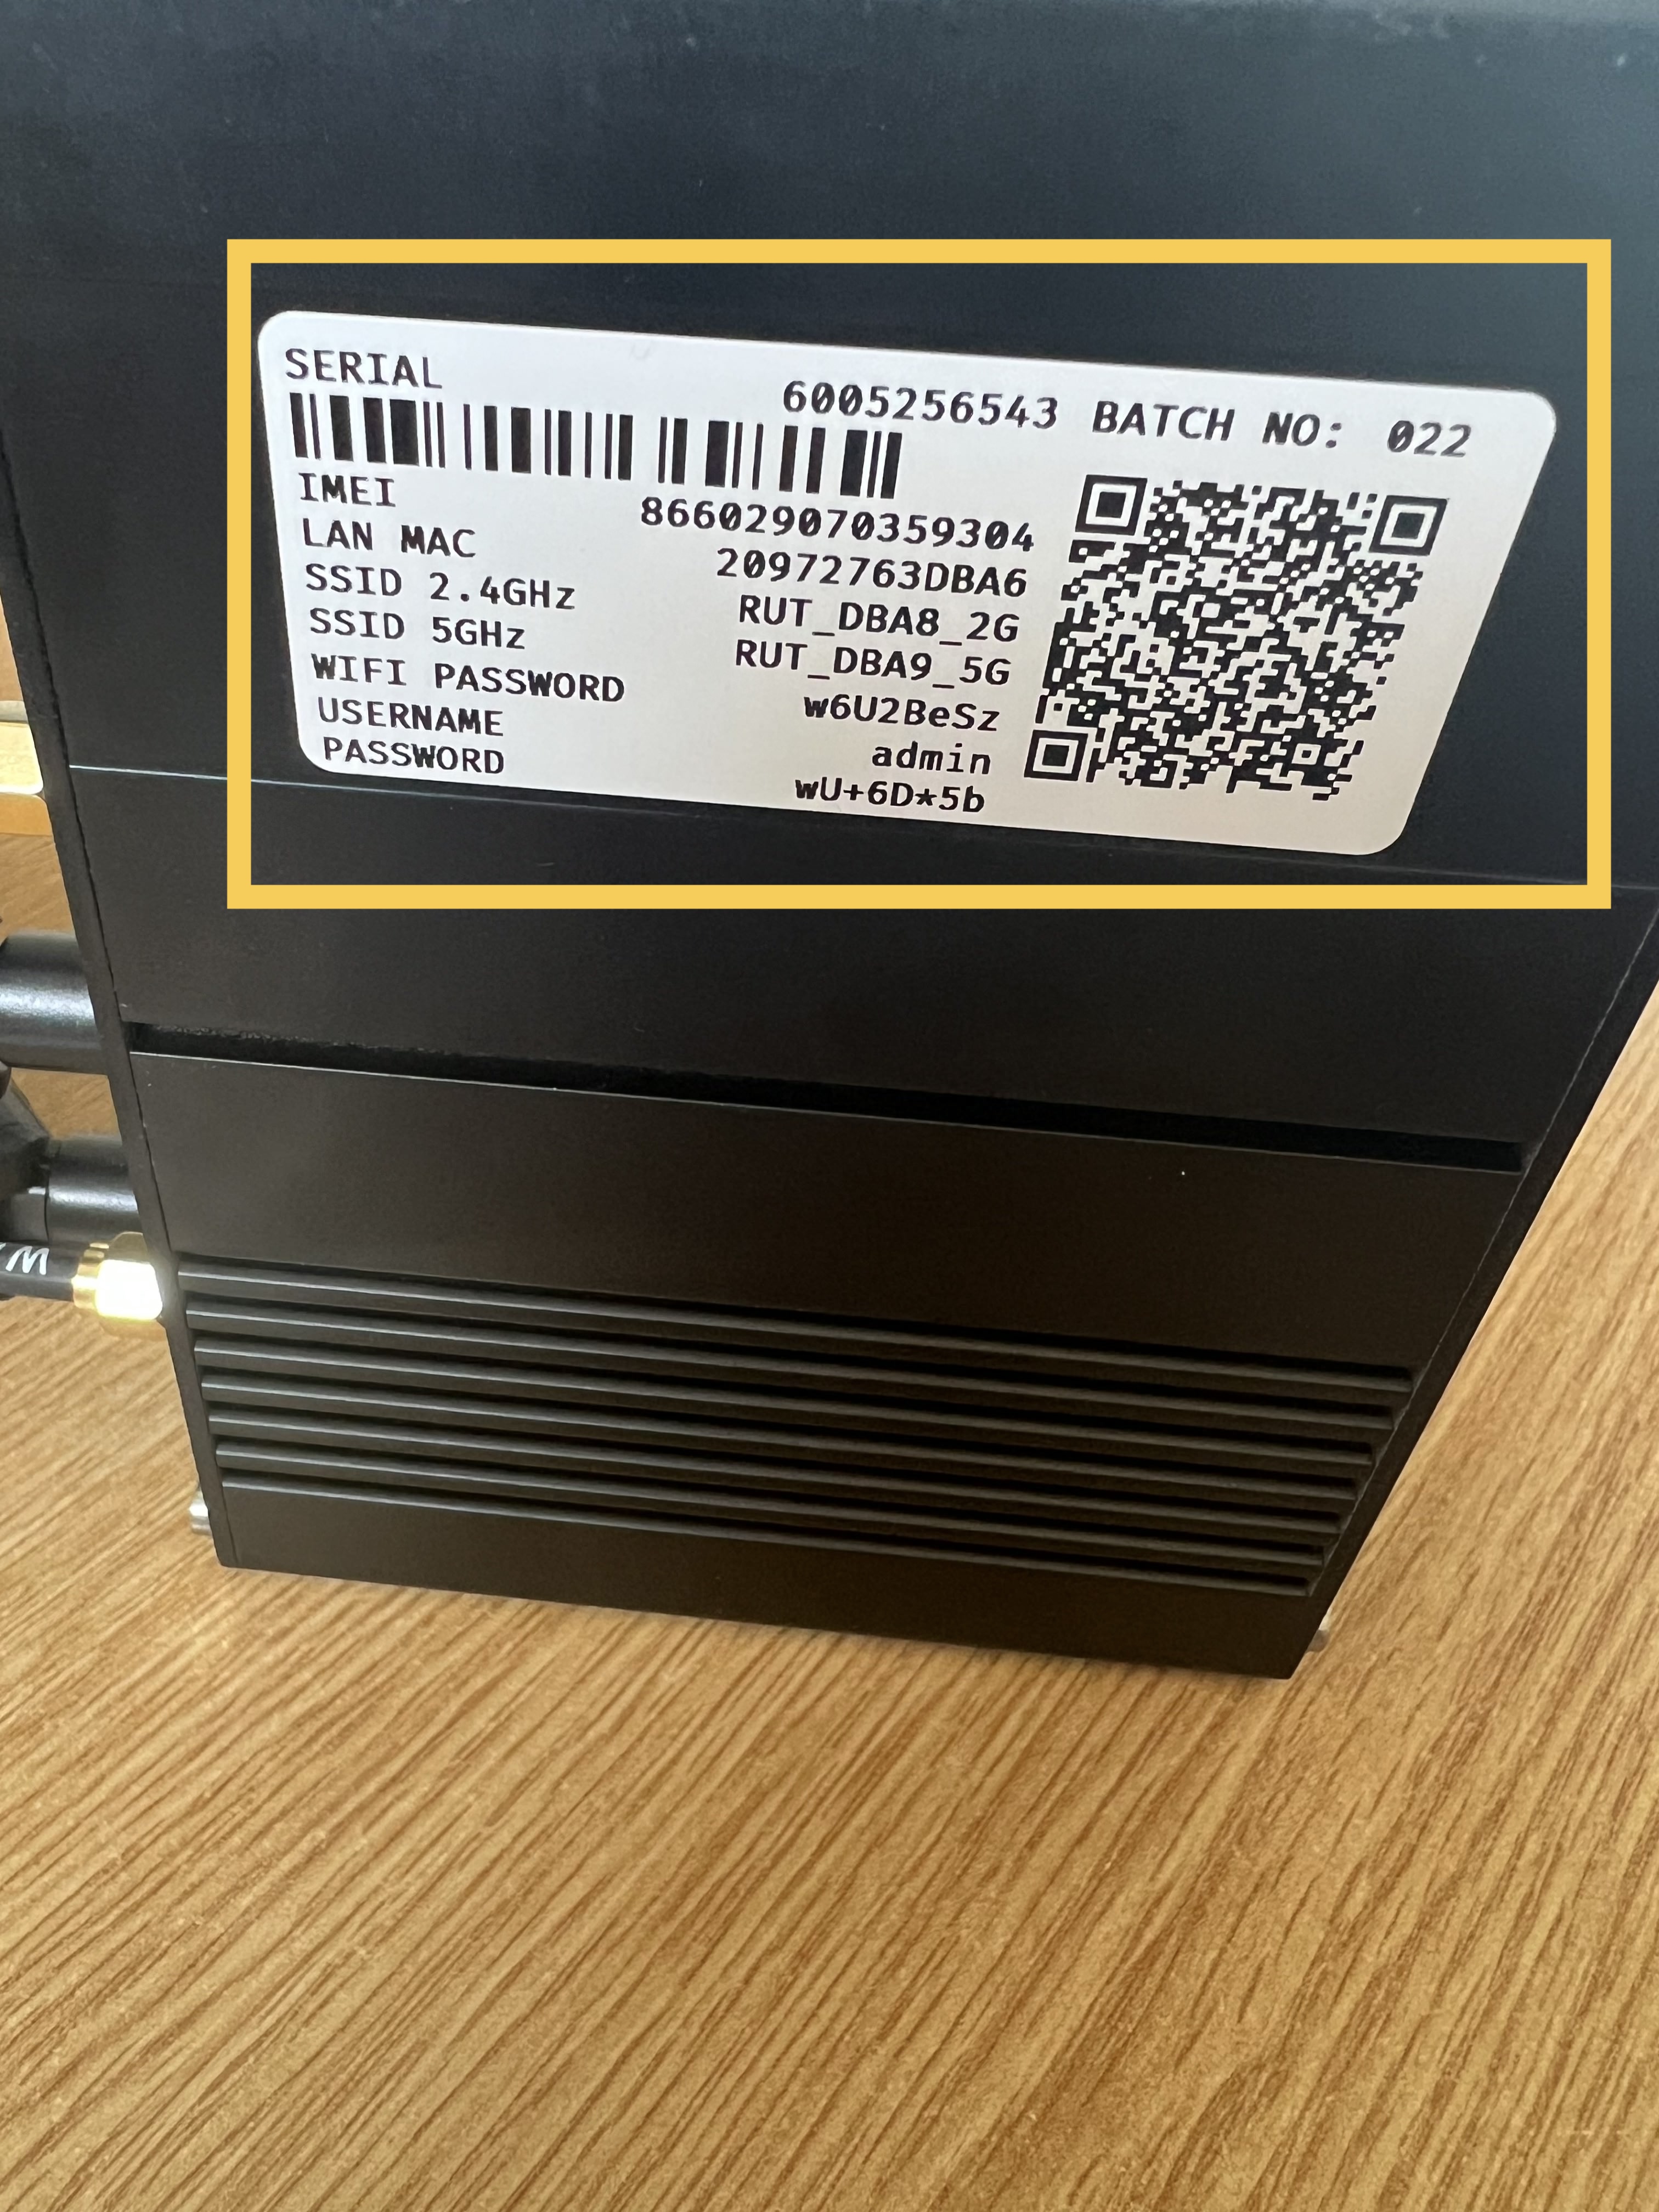 SERIAL 6005256543 BATCH NO: 022
IMEI 866029070359304
LAN MAC 20972763DBA6
SSID 2.4GHz RUT_DBA8_2G
SSID 5GHz RUT_DBA9_5G
WIFI PASSWORD w6U2BeSz
USERNAME admin
PASSWORD wU+6D*5b